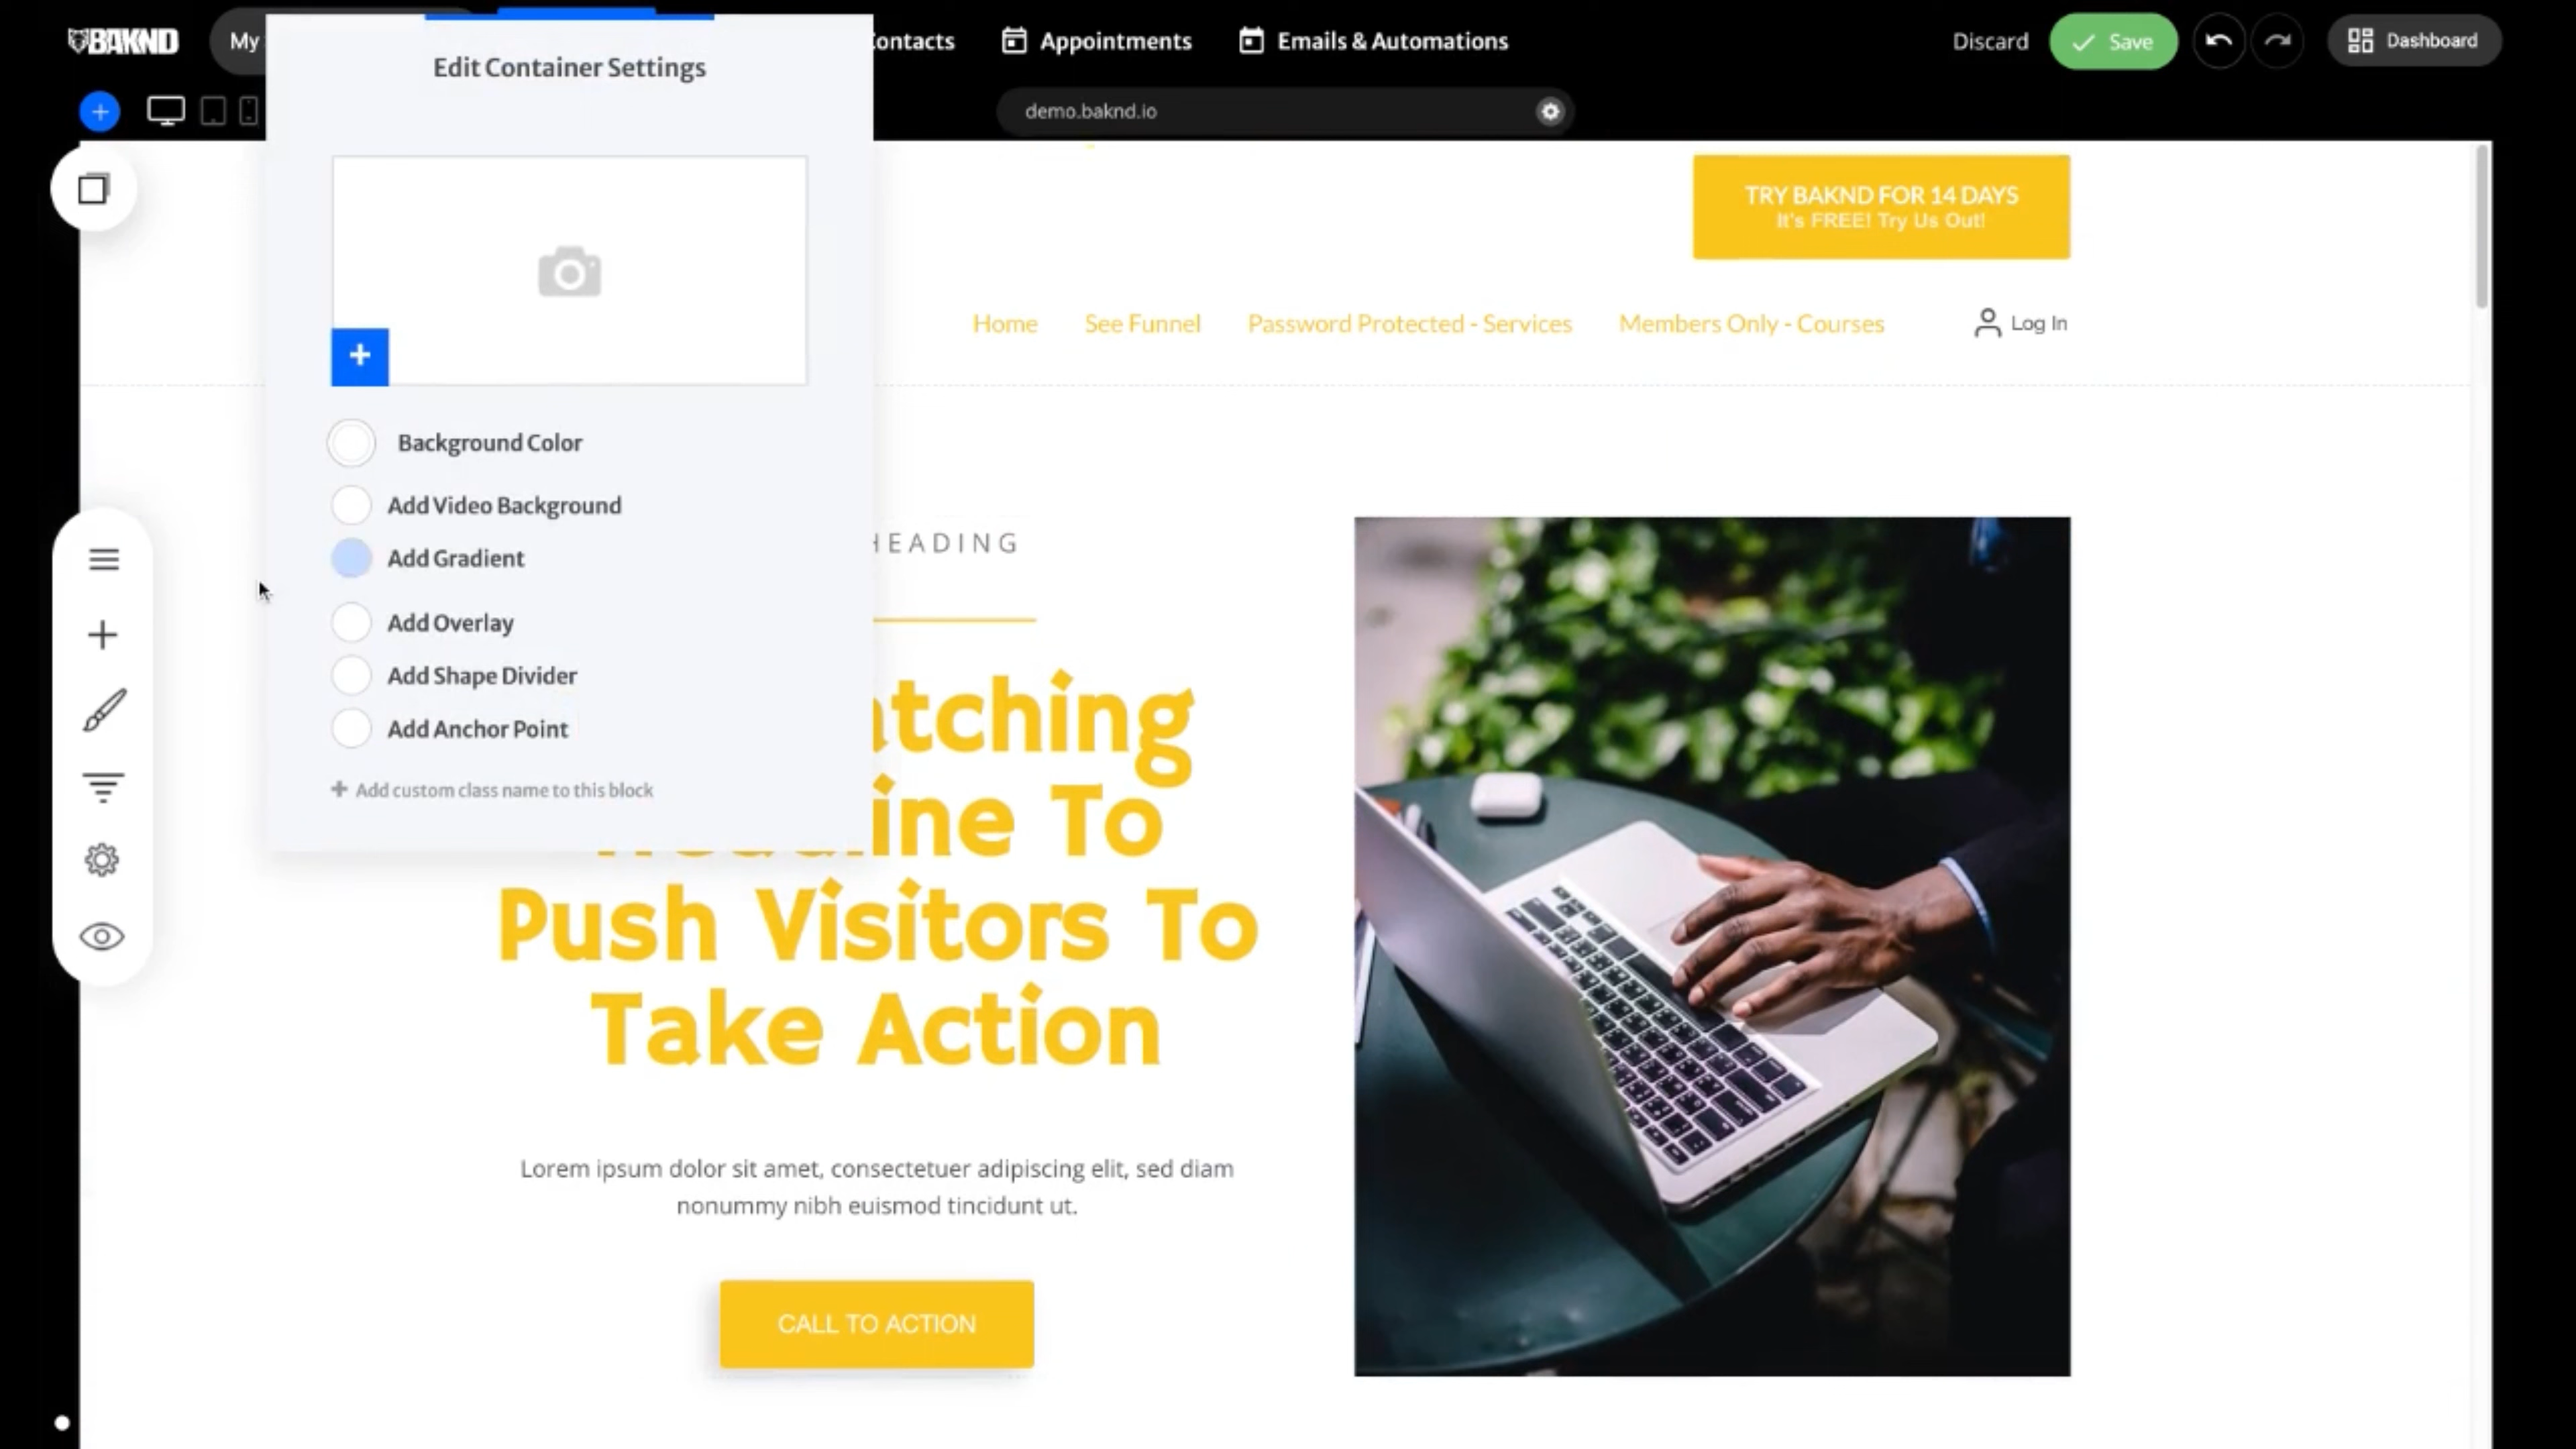 BAKND
My
Contacts
Appointments
Emails & Automations
Discard
Save
Dashboard
demo.baknd.io
Edit Container Settings
Background Color
Add Video Background
Add Gradient
Add Overlay
Add Shape Divider
Add Anchor Point
+ Add custom class name to this block
TRY BAKND FOR 14 DAYS
It's FREE! Try Us Out!
Home
See Funnel
Password Protected - Services
Members Only - Courses
Log In
HEADING
atching
ine To
Push Visitors To
Take Action
Lorem ipsum dolor sit amet, consectetuer adipiscing elit, sed diam
nonummy nibh euismod tincidunt ut.
CALL TO ACTION